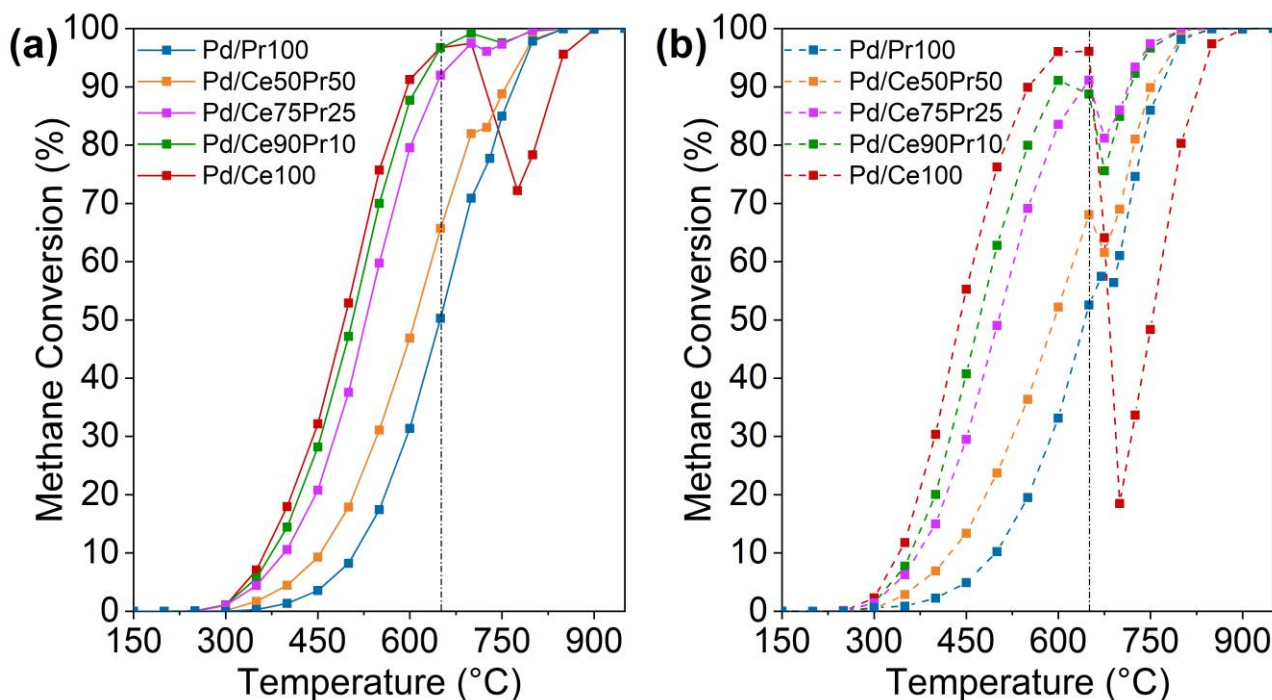 (a)
Methane Conversion (%)
100
90
80
70
60
50
40
30
20
10
0
Pd/Pr100
Pd/Ce50Pr50
Pd/Ce75Pr25
Pd/Ce90Pr10
Pd/Ce100
150 300 450 600 750 900
Temperature (°C)
(b)
Methane Conversion (%)
100
90
80
70
60
50
40
30
20
10
0
Pd/Pr100
Pd/Ce50Pr50
Pd/Ce75Pr25
Pd/Ce90Pr10
Pd/Ce100
150 300 450 600 750 900
Temperature (°C)